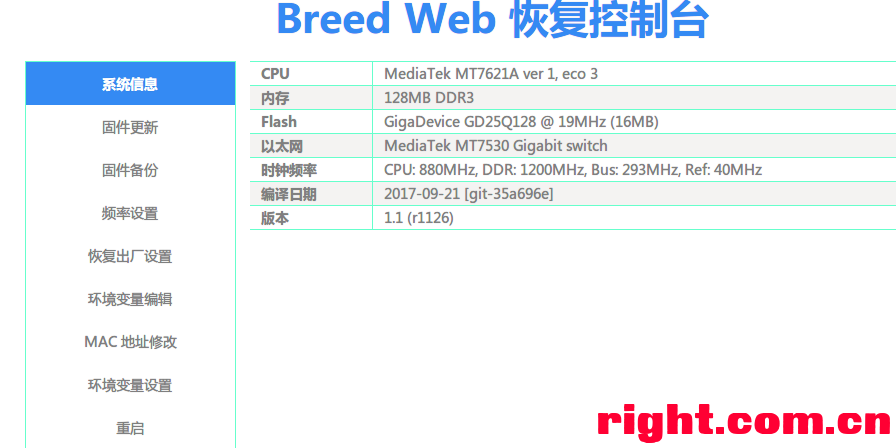 Breed Web 恢复控制台
系统信息
固件更新
固件备份
频率设置
恢复出厂设置
环境变量编辑
MAC 地址修改
环境变量设置
重启
CPU MediaTek MT7621A ver 1, eco 3
内存 128MB DDR3
Flash GigaDevice GD25Q128 @ 19MHz (16MB)
以太网 MediaTek MT7530 Gigabit switch
时钟频率 CPU: 880MHz, DDR: 1200MHz, Bus: 293MHz, Ref: 40MHz
编译日期 2017-09-21 [git-35a696e]
版本 1.1 (r1126)
right.com.cn